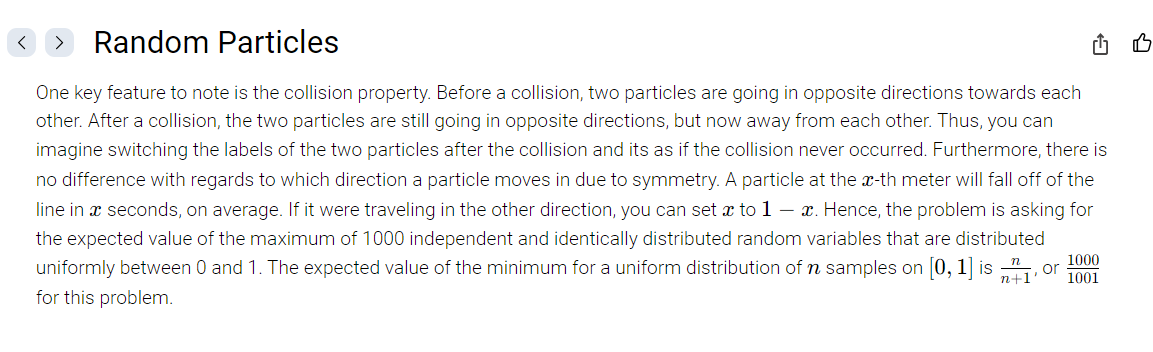 Random Particles
One key feature to note is the collision property. Before a collision, two particles are going in opposite directions towards each
other. After a collision, the two particles are still going in opposite directions, but now away from each other. Thus, you can
imagine switching the labels of the two particles after the collision and its as if the collision never occurred. Furthermore, there is
no difference with regards to which direction a particle moves in due to symmetry. A particle at the x-th meter will fall off of the
line in x seconds, on average. If it were traveling in the other direction, you can set x to 1 − x. Hence, the problem is asking for
the expected value of the maximum of 1000 independent and identically distributed random variables that are distributed
uniformly between 0 and 1. The expected value of the minimum for a uniform distribution of n samples on [0, 1] is n/n+1, or 1000/1001
for this problem.